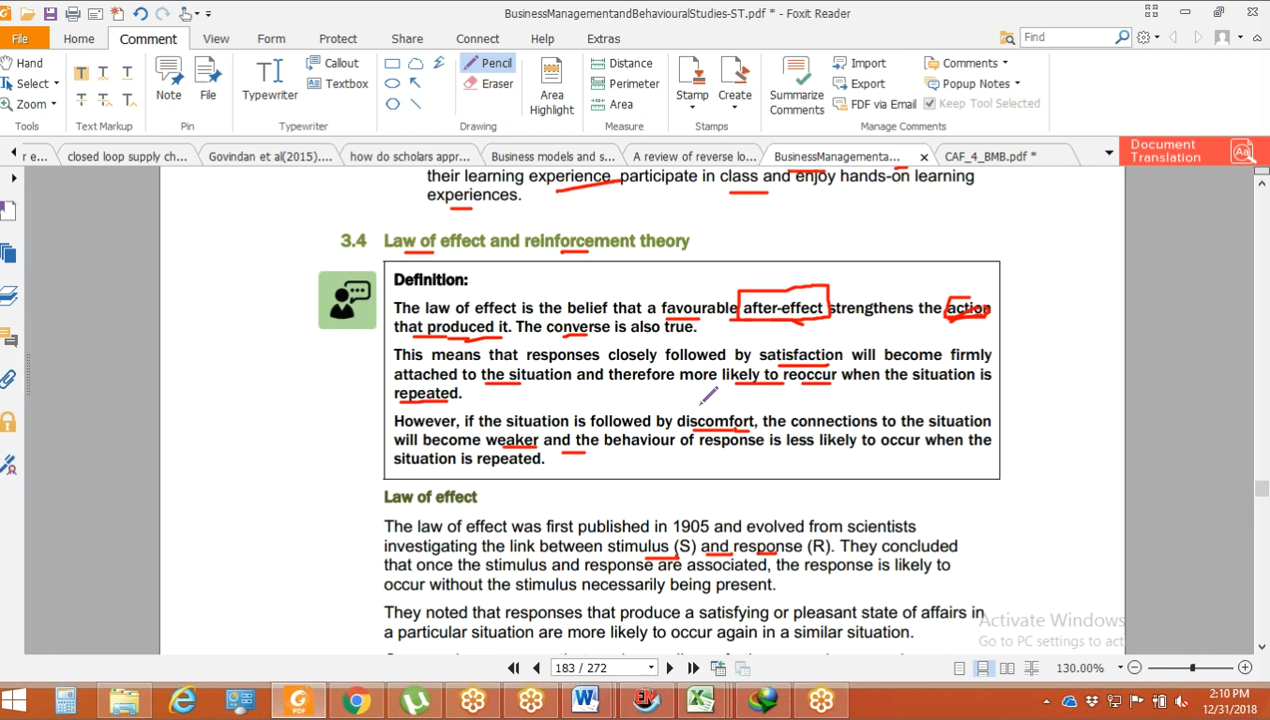 BusinessManagementandBehaviouralStudies-ST.pdf * - Foxit Reader
File Home Comment View Form Protect Share Connect Help Extras Find
Hand
Select
Zoom
Tools
Text Markup
Note
File
Pin
Typewriter
Callout
Textbox
Typewriter
Pencil
Eraser
Area Highlight
Drawing
Distance
Perimeter
Area
Measure
Stamp
Create
Stamps
Summarize Comments
Import
Export
FDF via Email
Comments
Popup Notes
Keep Tool Selected
Manage Comments
r e... closed loop supply ch... Govindan et al(2015).... how do scholars appr... Business models and s... A review of reverse lo... BusinessManagementa... CAF_4_BMB.pdf *
Document Translation
their learning experience, participate in class and enjoy hands-on learning
experiences.
3.4 Law of effect and reinforcement theory
Definition:
The law of effect is the belief that a favourable after-effect strengthens the action
that produced it. The converse is also true.
This means that responses closely followed by satisfaction will become firmly
attached to the situation and therefore more likely to reoccur when the situation is
repeated.
However, if the situation is followed by discomfort, the connections to the situation
will become weaker and the behaviour of response is less likely to occur when the
situation is repeated.
Law of effect
The law of effect was first published in 1905 and evolved from scientists
investigating the link between stimulus (S) and response (R). They concluded
that once the stimulus and response are associated, the response is likely to
occur without the stimulus necessarily being present.
They noted that responses that produce a satisfying or pleasant state of affairs in
a particular situation are more likely to occur again in a similar situation.
Activate Windows
Go to PC settings to act
183 / 272
130.00%
2:10 PM
12/31/2018